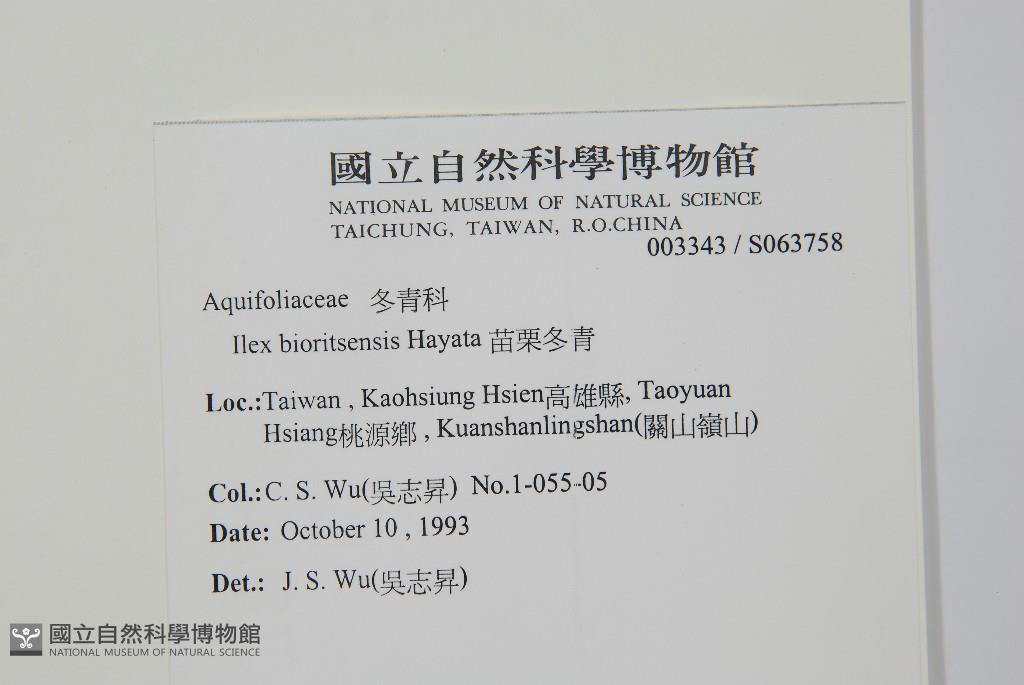 國立自然科學博物館
NATIONAL MUSEUM OF NATURAL SCIENCE
TAICHUNG, TAIWAN, R.O.CHINA
003343 / S063758
Aquifoliaceae 冬青科
Ilex bioritsensis Hayata 苗栗冬青
Loc.:Taiwan , Kaohsiung Hsien高雄縣, Taoyuan
Hsiang桃源鄉 , Kuanshanlingshan(關山嶺山)
Col.:C. S. Wu(吳志昇) No.1-055-05
Date: October 10 , 1993
Det.: J. S. Wu(吳志昇)
國立自然科學博物館
NATIONAL MUSEUM OF NATURAL SCIENCE